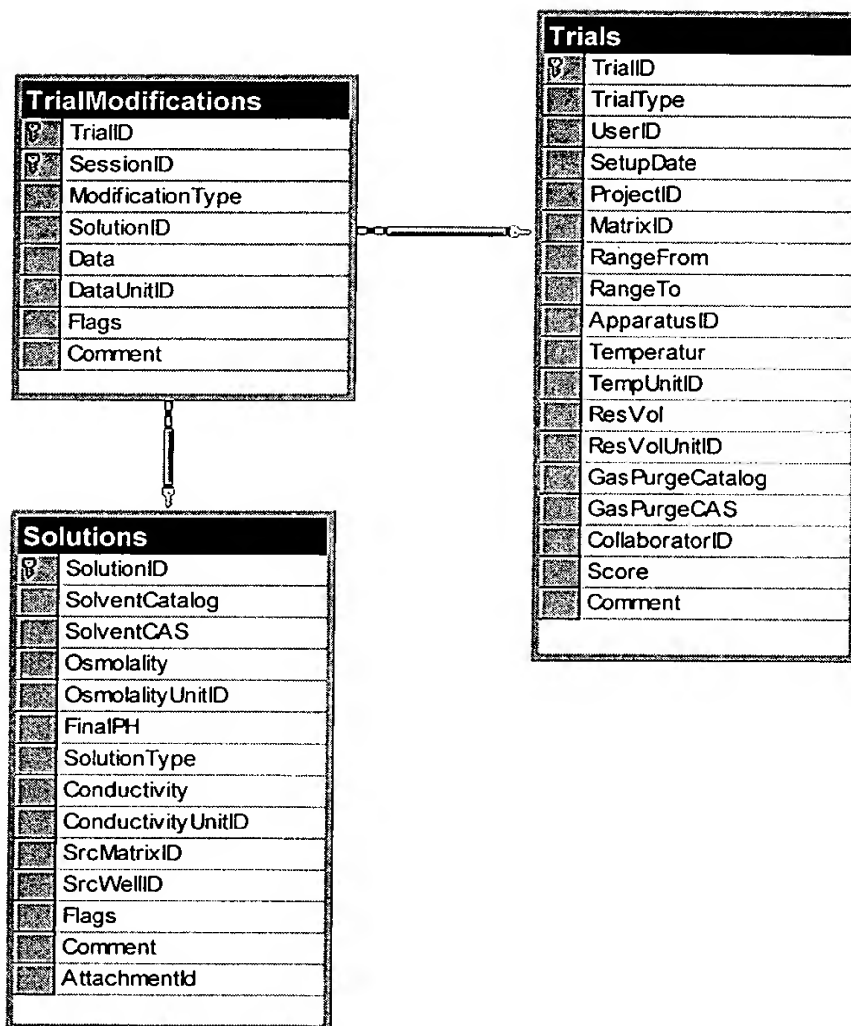 TrialModifications
TrialID
SessionID
ModificationType
SolutionID
Data
DataUnitID
Flags
Comment
Trials
TrialID
TrialType
UserID
SetupDate
ProjectID
MatrixID
RangeFrom
RangeTo
ApparatusID
Temperatur
TempUnitID
ResVol
ResVolUnitID
GasPurgeCatalog
GasPurgeCAS
CollaboratorID
Score
Comment
Solutions
SolutionID
SolventCatalog
SolventCAS
Osmolality
OsmolalityUnitID
FinalPH
SolutionType
Conductivity
ConductivityUnitID
SrcMatrixID
SrcWellID
Flags
Comment
AttachmentId